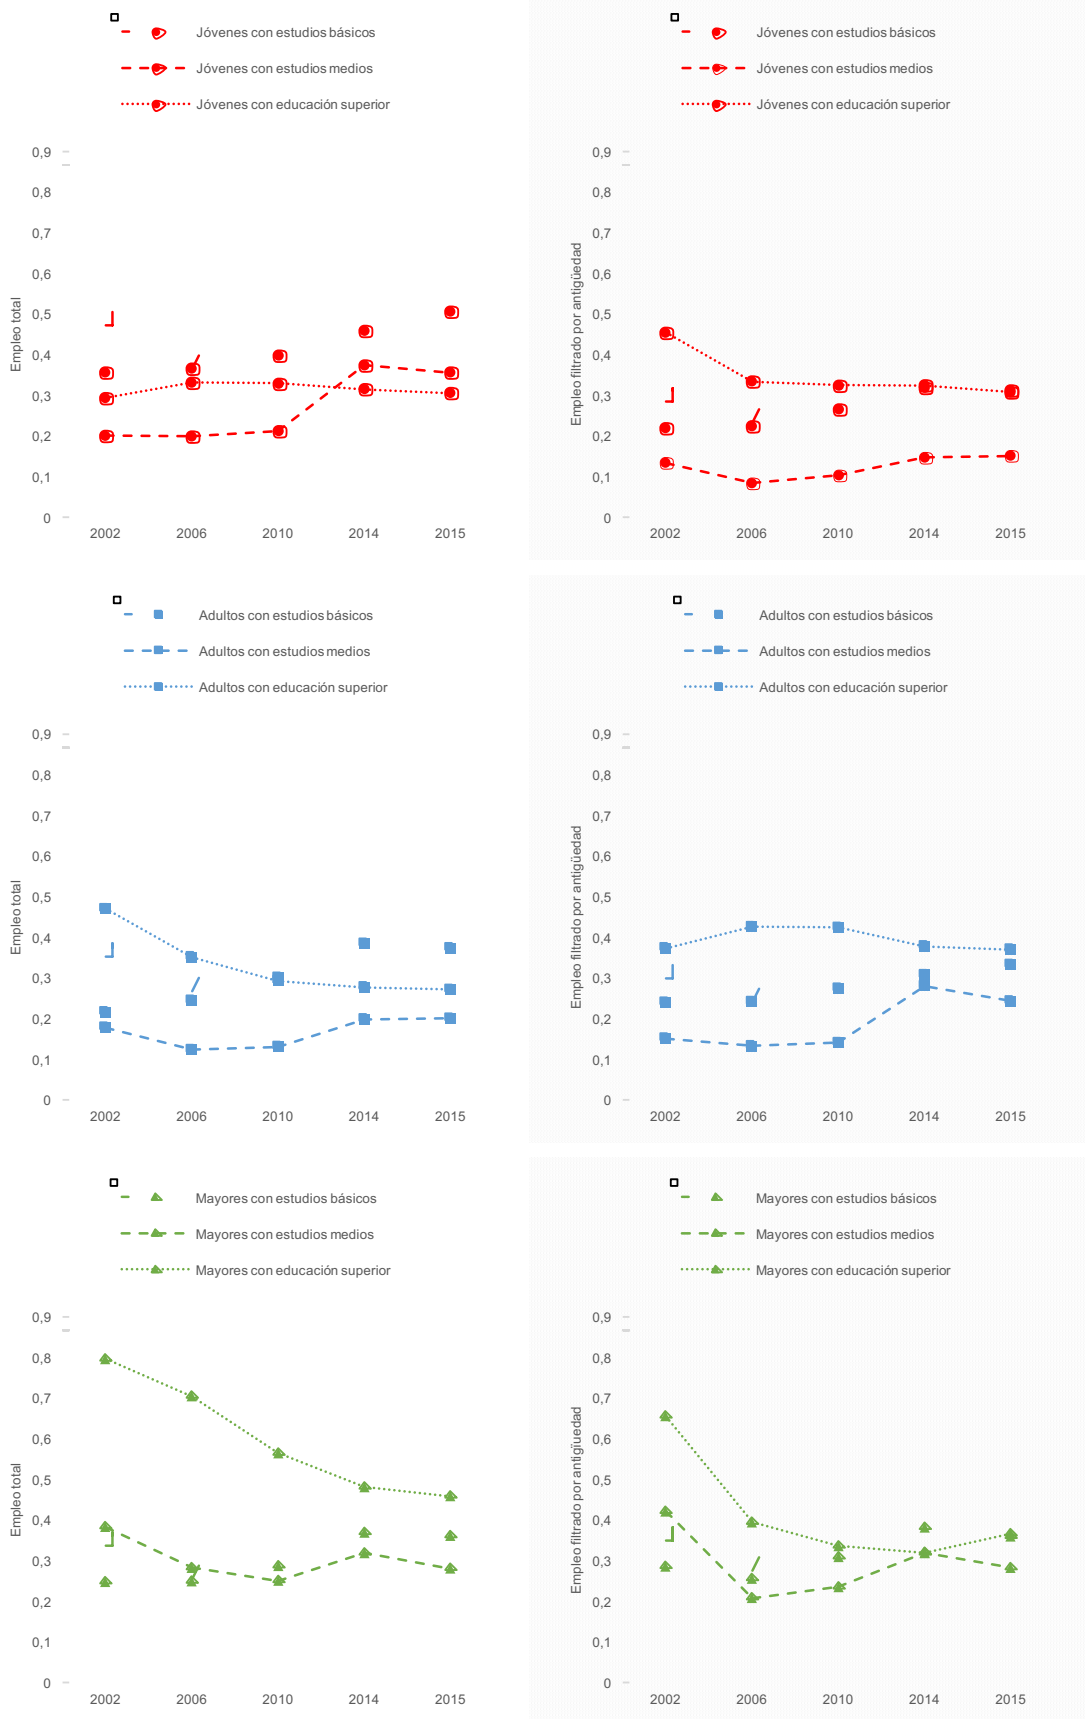 Jóvenes con estudios básicos
Jóvenes con estudios medios
Jóvenes con educación superior
Empleo total
0,9
0,8
0,7
0,6
0,5
0,4
0,3
0,2
0,1
0
2002 2006 2010 2014 2015
Jóvenes con estudios básicos
Jóvenes con estudios medios
Jóvenes con educación superior
Empleo filtrado por antigüedad
0,9
0,8
0,7
0,6
0,5
0,4
0,3
0,2
0,1
0
2002 2006 2010 2014 2015
Adultos con estudios básicos
Adultos con estudios medios
Adultos con educación superior
Empleo total
0,9
0,8
0,7
0,6
0,5
0,4
0,3
0,2
0,1
0
2002 2006 2010 2014 2015
Adultos con estudios básicos
Adultos con estudios medios
Adultos con educación superior
Empleo filtrado por antigüedad
0,9
0,8
0,7
0,6
0,5
0,4
0,3
0,2
0,1
0
2002 2006 2010 2014 2015
Mayores con estudios básicos
Mayores con estudios medios
Mayores con educación superior
Empleo total
0,9
0,8
0,7
0,6
0,5
0,4
0,3
0,2
0,1
0
2002 2006 2010 2014 2015
Mayores con estudios básicos
Mayores con estudios medios
Mayores con educación superior
Empleo filtrado por antigïuedad
0,9
0,8
0,7
0,6
0,5
0,4
0,3
0,2
0,1
0
2002 2006 2010 2014 2015